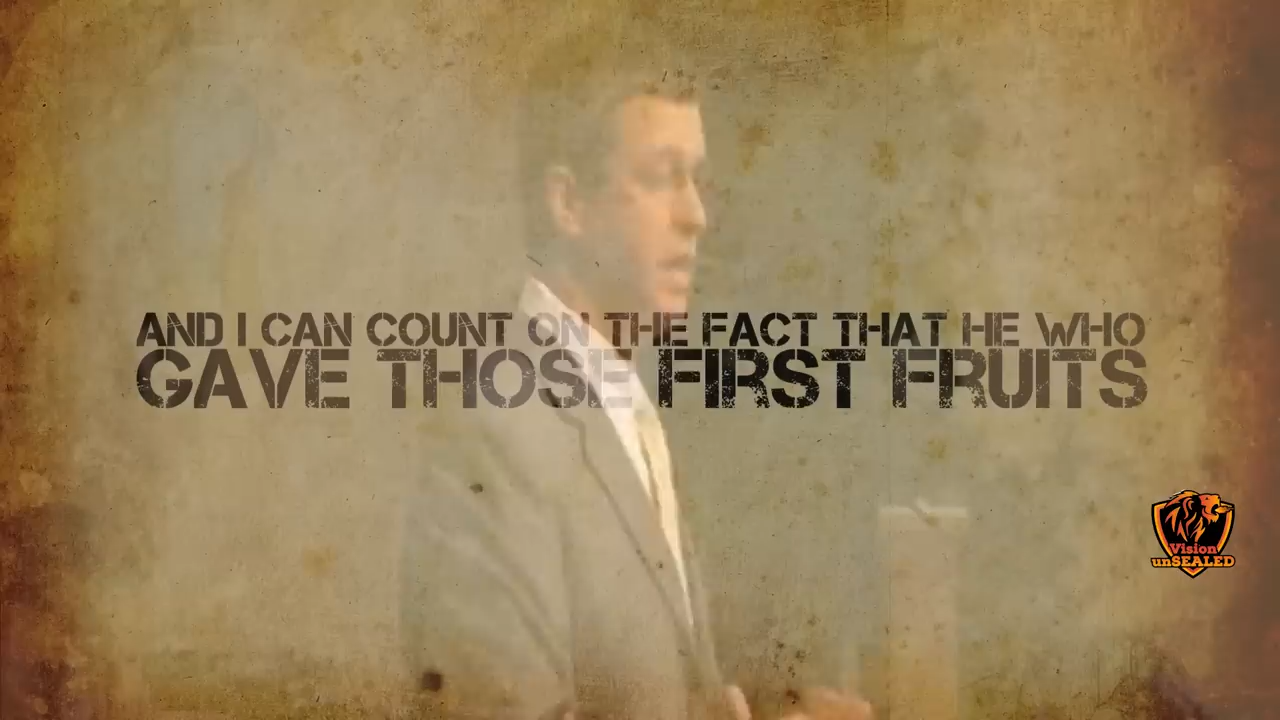 AND I CAN COUNT ON THE FACT THAT HE WHO
GAVE THOSE FIRST FRUITS
Vision
unSEALED